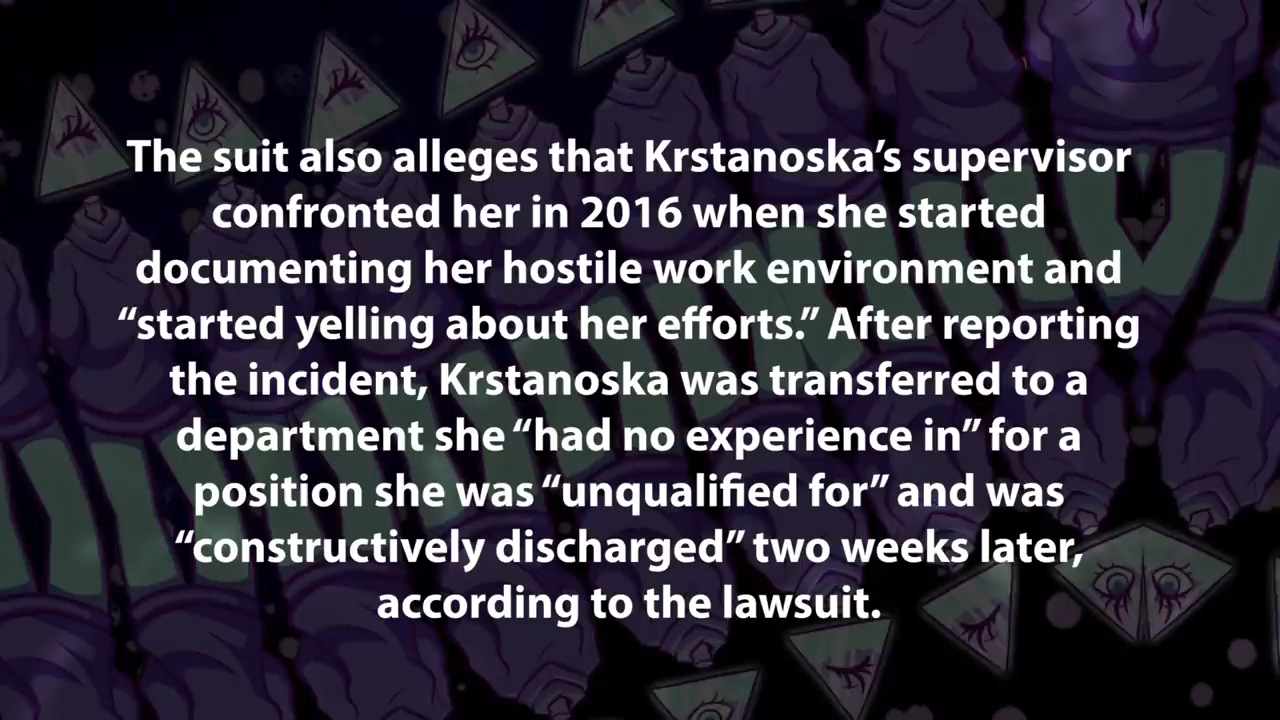 The suit also alleges that Krstanoska’s supervisor
confronted her in 2016 when she started
documenting her hostile work environment and
“started yelling about her efforts.” After reporting
the incident, Krstanoska was transferred to a
department she “had no experience in” for a
position she was “unqualified for” and was
“constructively discharged” two weeks later,
according to the lawsuit.